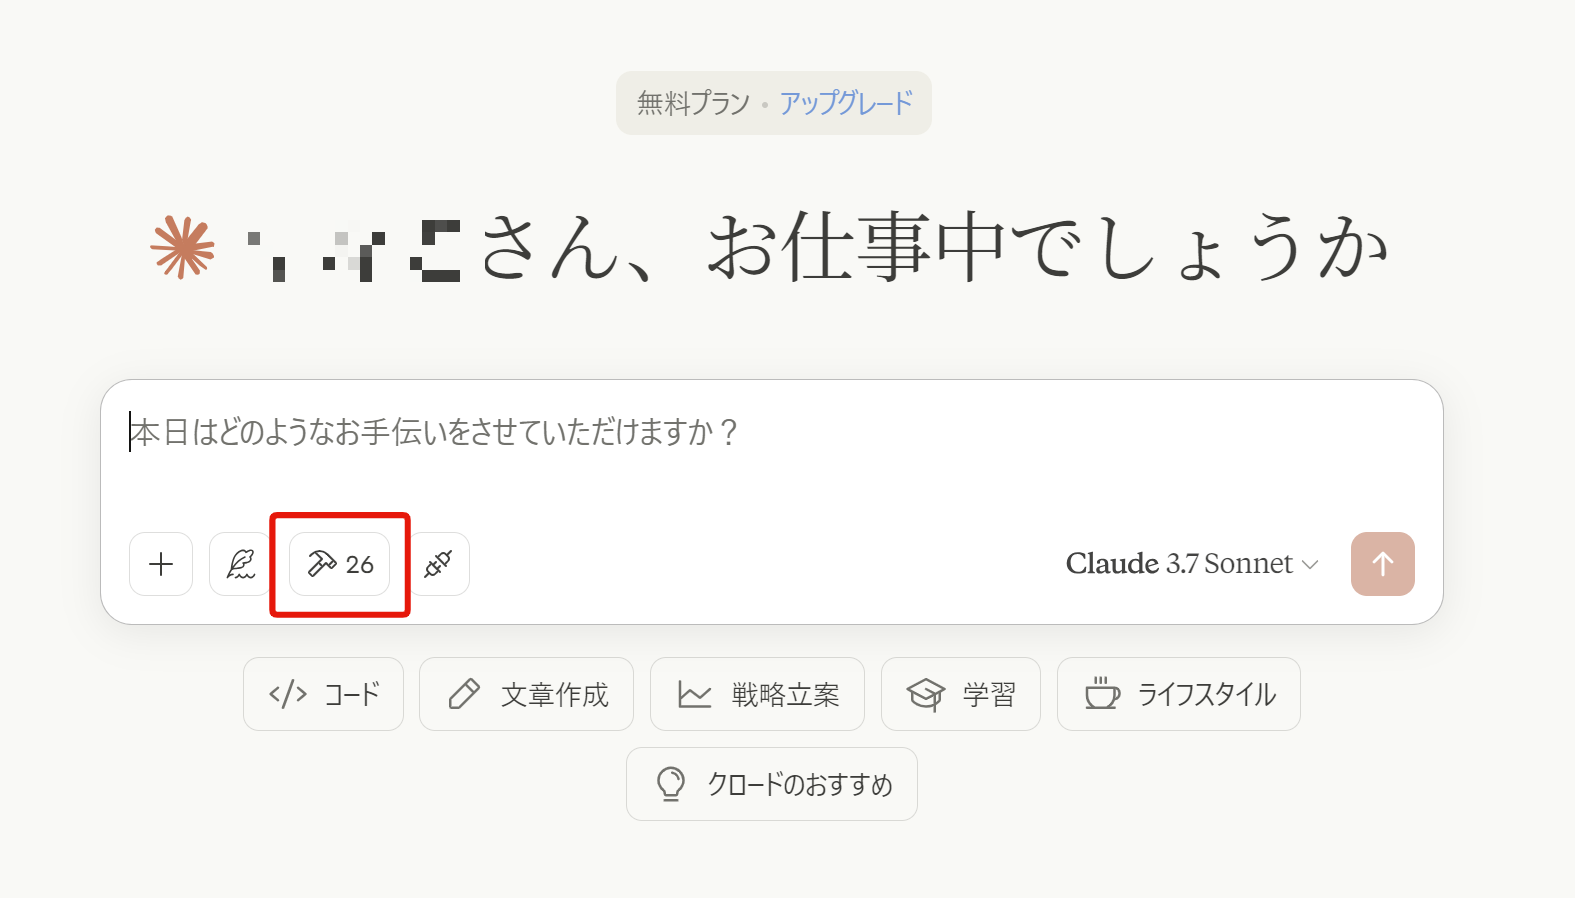 無料プラン・アップグレード
さん、お仕事中でしょうか
本日はどのようなお手伝いをさせていただけますか？
26
Claude 3.7 Sonnet
コード
文章作成
戦略立案
学習
ライフスタイル
クロードのおすすめ